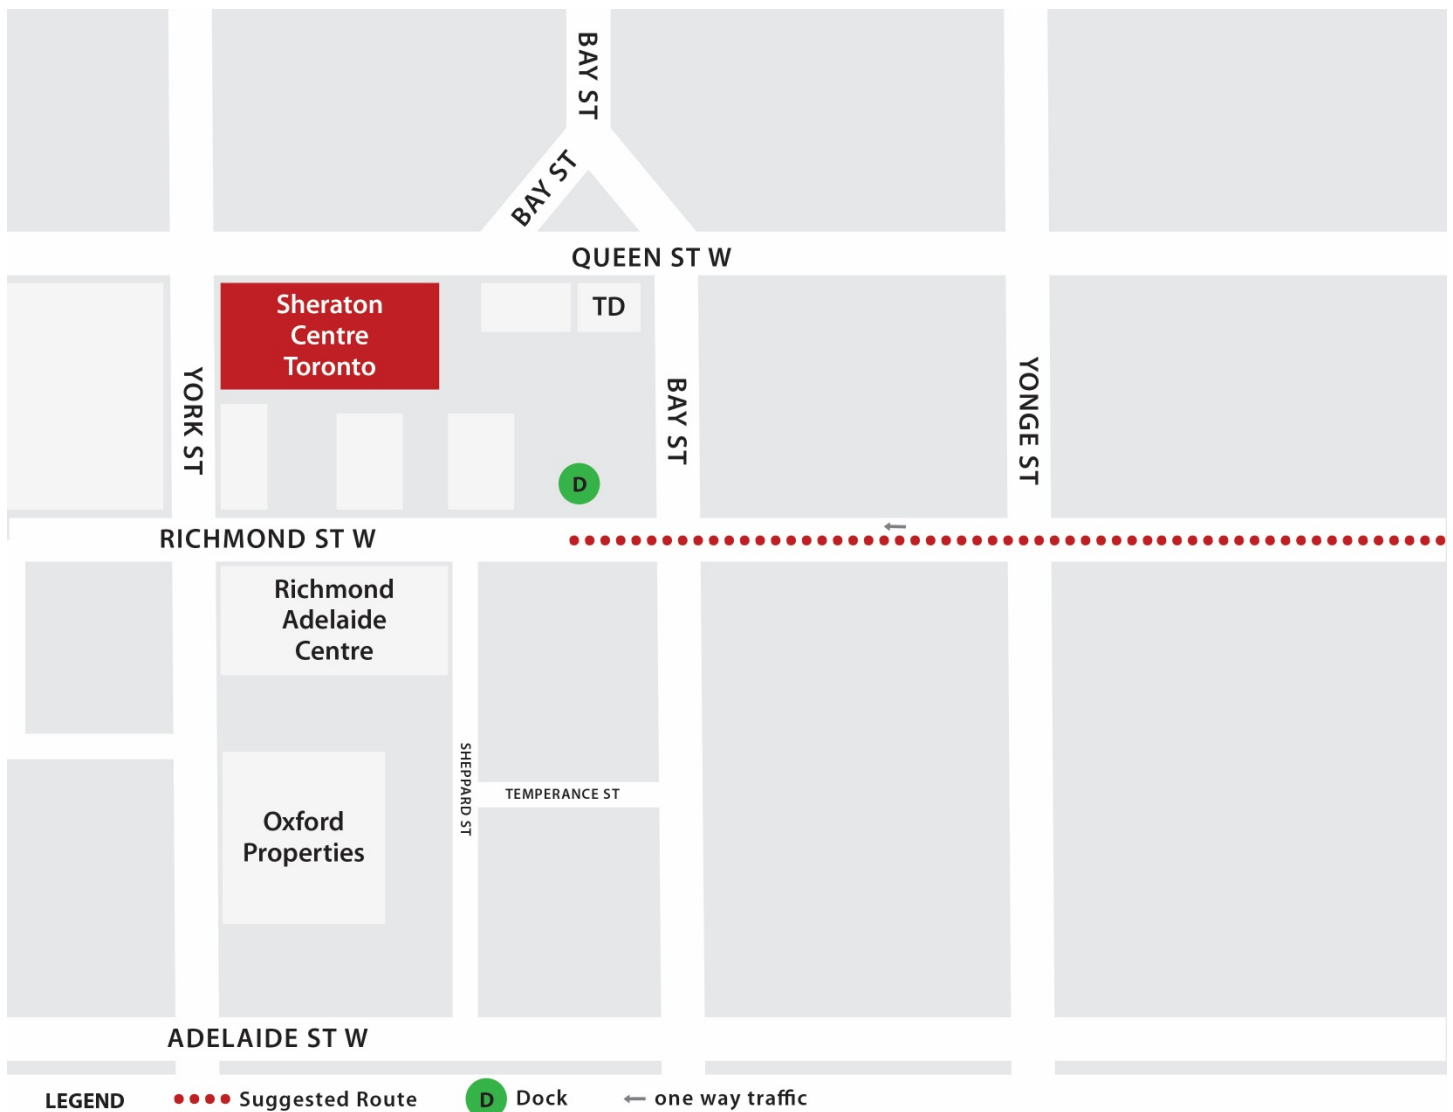 BAY ST
BAY ST
QUEEN ST W
Sheraton
Centre
Toronto
TD
YORK ST
BAY ST
YONGE ST
D
RICHMOND ST W
Richmond
Adelaide
Centre
SHEPPARD ST
TEMPERANCE ST
Oxford
Properties
ADELAIDE ST W
LEGEND
Suggested Route
D Dock
one way traffic